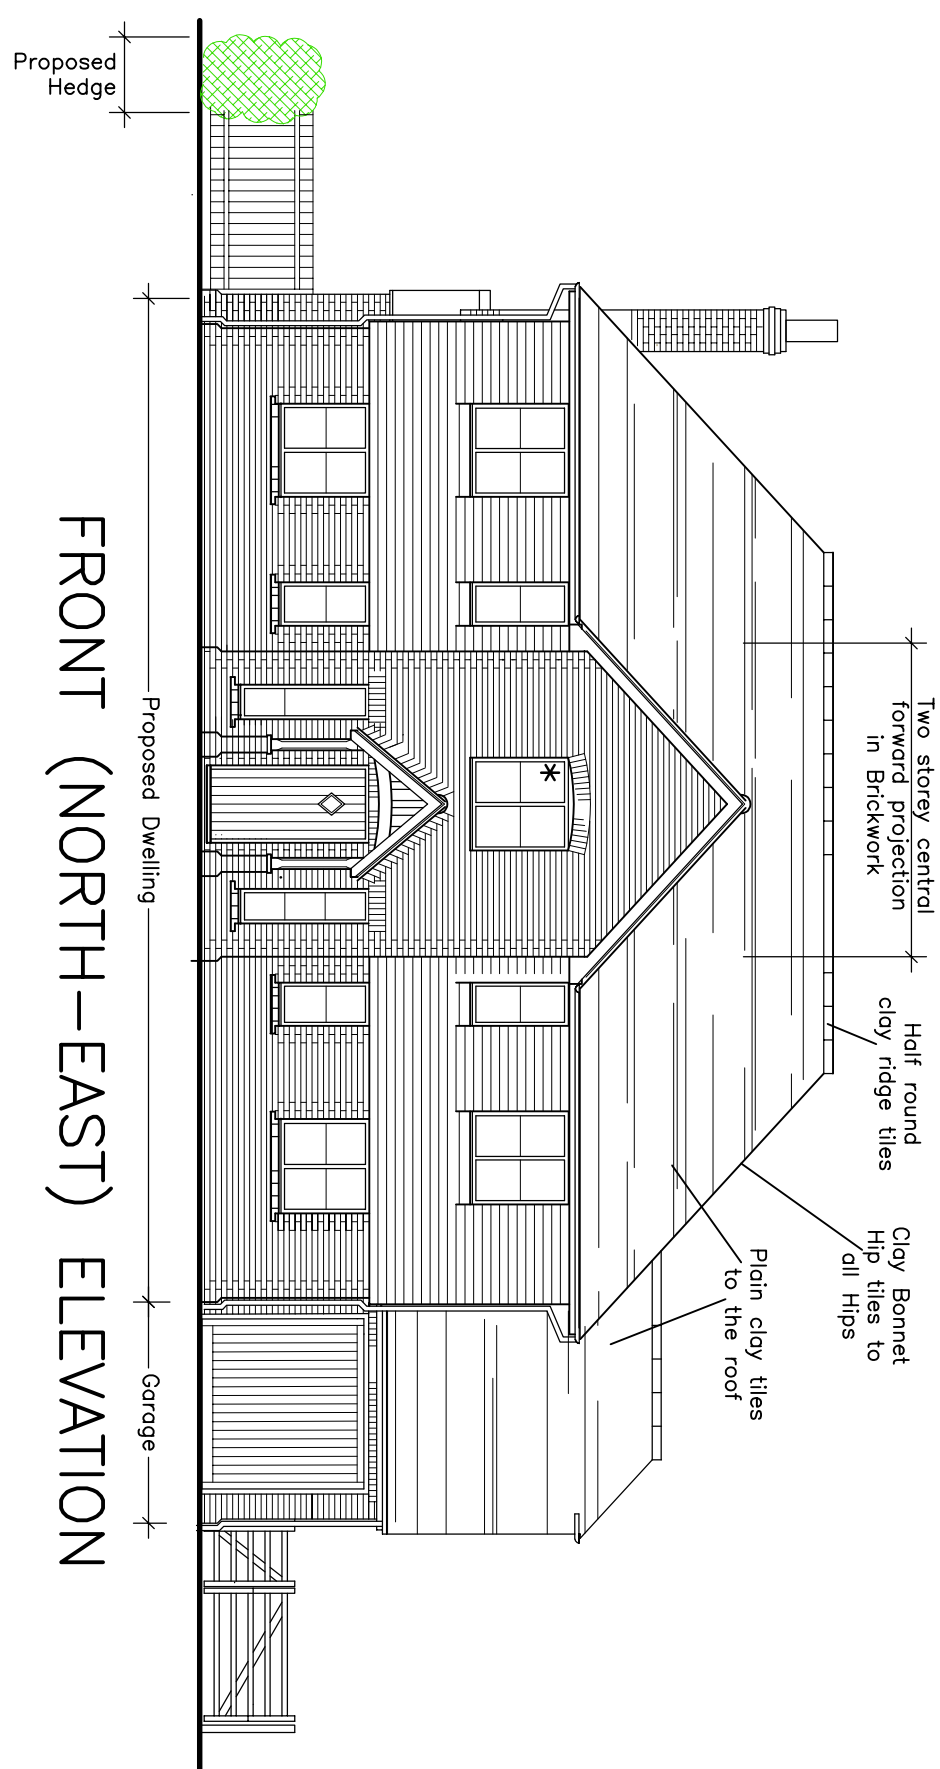 Two storey central
forward projection
in Brickwork
Half round
clay ridge tiles
Clay Bonnet
Hip tiles to
all Hips
Plain clay tiles
to the roof
*
Proposed
Hedge
Proposed Dwelling
Garage
FRONT (NORTH-EAST) ELEVATION